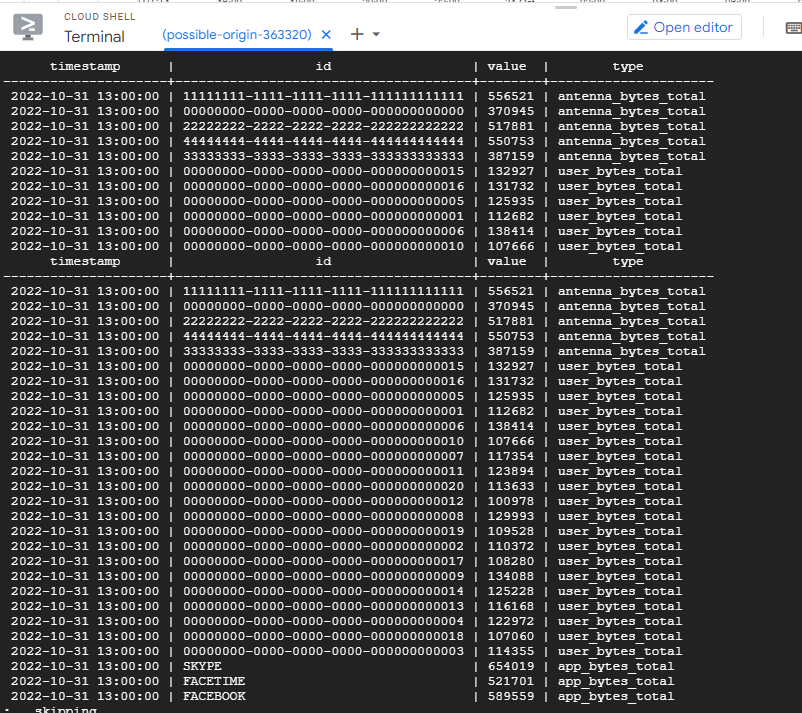 CLOUD SHELL
Terminal (possible-origin-363320) × + Open editor
timestamp | id | value | type
---------------------+--------------------------------------+--------+---------------------
2022-10-31 13:00:00 | 11111111-1111-1111-1111-111111111111 | 556521 | antenna_bytes_total
2022-10-31 13:00:00 | 00000000-0000-0000-0000-000000000000 | 370945 | antenna_bytes_total
2022-10-31 13:00:00 | 22222222-2222-2222-2222-222222222222 | 517881 | antenna_bytes_total
2022-10-31 13:00:00 | 44444444-4444-4444-4444-444444444444 | 550753 | antenna_bytes_total
2022-10-31 13:00:00 | 33333333-3333-3333-3333-333333333333 | 387159 | antenna_bytes_total
2022-10-31 13:00:00 | 00000000-0000-0000-0000-000000000015 | 132927 | user_bytes_total
2022-10-31 13:00:00 | 00000000-0000-0000-0000-000000000016 | 131732 | user_bytes_total
2022-10-31 13:00:00 | 00000000-0000-0000-0000-000000000005 | 125935 | user_bytes_total
2022-10-31 13:00:00 | 00000000-0000-0000-0000-000000000001 | 112682 | user_bytes_total
2022-10-31 13:00:00 | 00000000-0000-0000-0000-000000000006 | 138414 | user_bytes_total
2022-10-31 13:00:00 | 00000000-0000-0000-0000-000000000010 | 107666 | user_bytes_total
timestamp | id | value | type
---------------------+--------------------------------------+--------+---------------------
2022-10-31 13:00:00 | 11111111-1111-1111-1111-111111111111 | 556521 | antenna_bytes_total
2022-10-31 13:00:00 | 00000000-0000-0000-0000-000000000000 | 370945 | antenna_bytes_total
2022-10-31 13:00:00 | 22222222-2222-2222-2222-222222222222 | 517881 | antenna_bytes_total
2022-10-31 13:00:00 | 44444444-4444-4444-4444-444444444444 | 550753 | antenna_bytes_total
2022-10-31 13:00:00 | 33333333-3333-3333-3333-333333333333 | 387159 | antenna_bytes_total
2022-10-31 13:00:00 | 00000000-0000-0000-0000-000000000015 | 132927 | user_bytes_total
2022-10-31 13:00:00 | 00000000-0000-0000-0000-000000000016 | 131732 | user_bytes_total
2022-10-31 13:00:00 | 00000000-0000-0000-0000-000000000005 | 125935 | user_bytes_total
2022-10-31 13:00:00 | 00000000-0000-0000-0000-000000000001 | 112682 | user_bytes_total
2022-10-31 13:00:00 | 00000000-0000-0000-0000-000000000006 | 138414 | user_bytes_total
2022-10-31 13:00:00 | 00000000-0000-0000-0000-000000000010 | 107666 | user_bytes_total
2022-10-31 13:00:00 | 00000000-0000-0000-0000-000000000007 | 117354 | user_bytes_total
2022-10-31 13:00:00 | 00000000-0000-0000-0000-000000000011 | 123894 | user_bytes_total
2022-10-31 13:00:00 | 00000000-0000-0000-0000-000000000020 | 113633 | user_bytes_total
2022-10-31 13:00:00 | 00000000-0000-0000-0000-000000000012 | 100978 | user_bytes_total
2022-10-31 13:00:00 | 00000000-0000-0000-0000-000000000008 | 129993 | user_bytes_total
2022-10-31 13:00:00 | 00000000-0000-0000-0000-000000000019 | 109528 | user_bytes_total
2022-10-31 13:00:00 | 00000000-0000-0000-0000-000000000002 | 110372 | user_bytes_total
2022-10-31 13:00:00 | 00000000-0000-0000-0000-000000000017 | 108280 | user_bytes_total
2022-10-31 13:00:00 | 00000000-0000-0000-0000-000000000009 | 134088 | user_bytes_total
2022-10-31 13:00:00 | 00000000-0000-0000-0000-000000000014 | 125228 | user_bytes_total
2022-10-31 13:00:00 | 00000000-0000-0000-0000-000000000013 | 116168 | user_bytes_total
2022-10-31 13:00:00 | 00000000-0000-0000-0000-000000000004 | 122972 | user_bytes_total
2022-10-31 13:00:00 | 00000000-0000-0000-0000-000000000018 | 107060 | user_bytes_total
2022-10-31 13:00:00 | 00000000-0000-0000-0000-000000000003 | 114355 | user_bytes_total
2022-10-31 13:00:00 | SKYPE | 654019 | app_bytes_total
2022-10-31 13:00:00 | FACETIME | 521701 | app_bytes_total
2022-10-31 13:00:00 | FACEBOOK | 589559 | app_bytes_total
: skipping